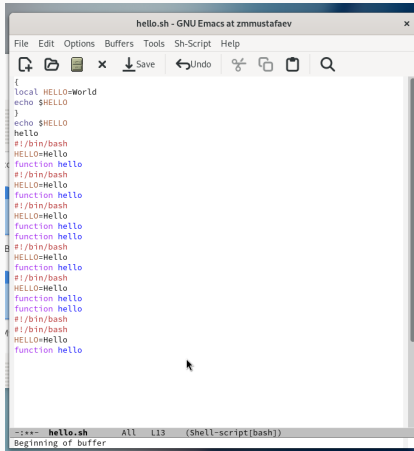 hello.sh - GNU Emacs at zmmustafaev ×
File Edit Options Buffers Tools Sh-Script Help
Save Undo
{
local HELLO=World
echo $HELLO
}
echo $HELLO
hello
#!/bin/bash
HELLO=Hello
function hello
#!/bin/bash
HELLO=Hello
function hello
#!/bin/bash
HELLO=Hello
function hello
function hello
#!/bin/bash
HELLO=Hello
function hello
#!/bin/bash
HELLO=Hello
function hello
function hello
#!/bin/bash
#!/bin/bash
HELLO=Hello
function hello
-:**- hello.sh All L13 (Shell-script[bash])
Beginning of buffer